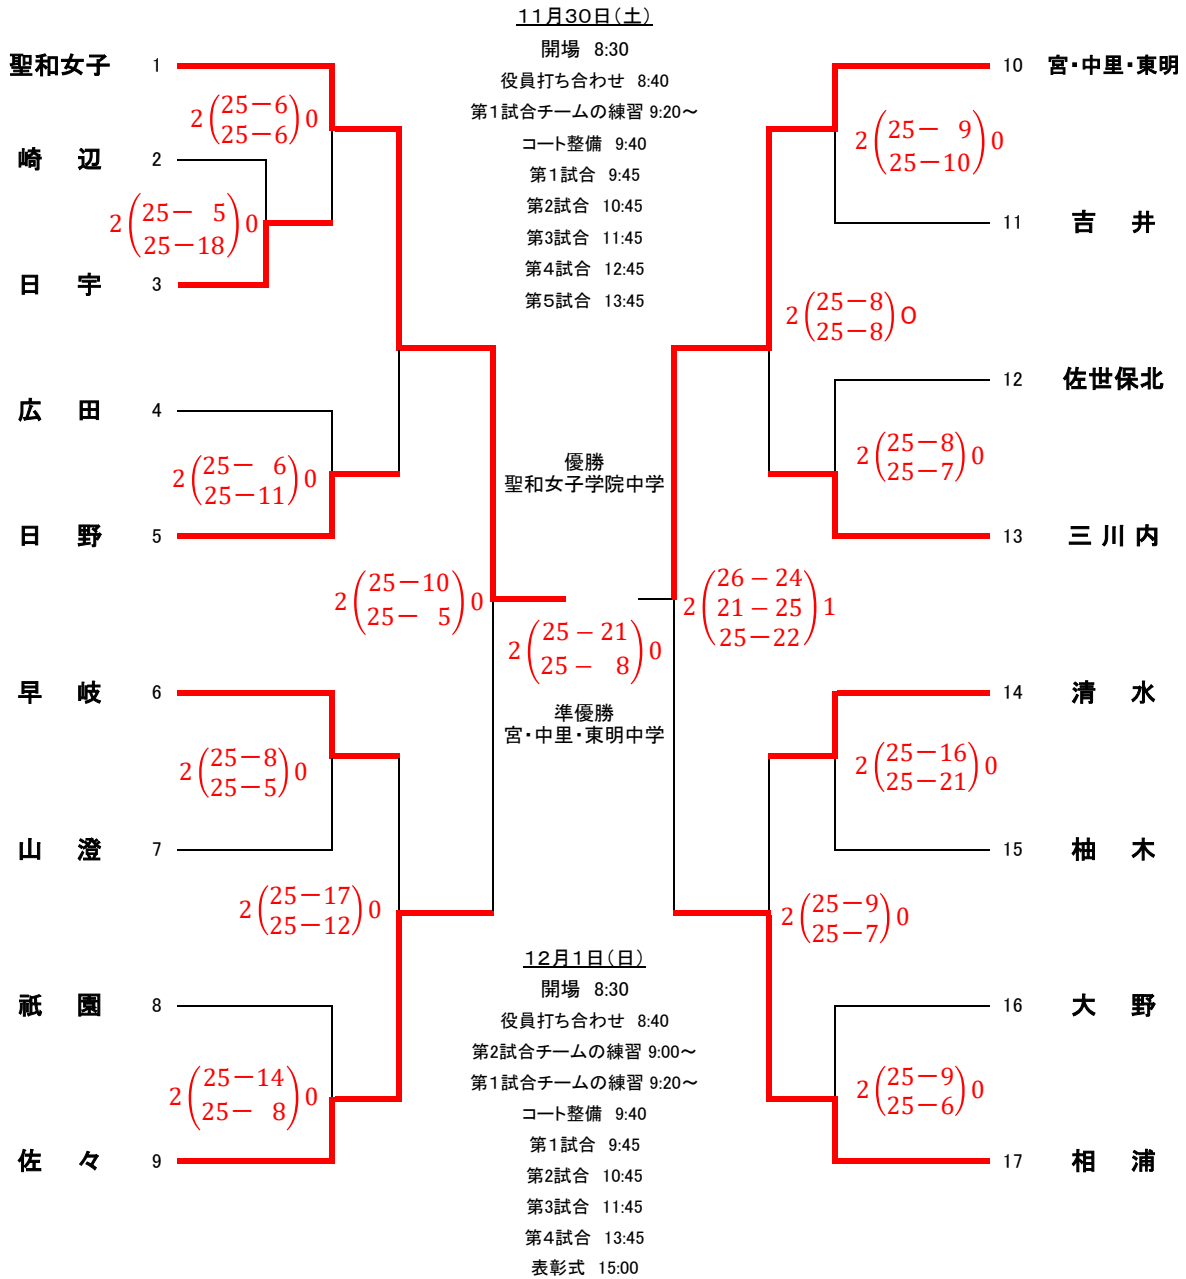 11月30日(土)
開場 8:30
役員打ち合わせ 8:40
第1試合チームの練習 9:20～
コート整備 9:40
第1試合 9:45
第2試合 10:45
第3試合 11:45
第4試合 12:45
第5試合 13:45
聖和女子 1
2(25-6 25-6)0
崎 辺 2
2(25- 5 25-18)0
日 宇 3
広 田 4
2(25- 6 25-11)0
日 野 5
2(25-10 25- 5)0
早 岐 6
2(25-8 25-5)0
山 澄 7
2(25-17 25-12)0
祇 園 8
2(25-14 25- 8)0
佐 々 9
優勝
聖和女子学院中学
2(25-21 25- 8)0
準優勝
宮・中里・東明中学
10 宮・中里・東明
2(25- 9 25-10)0
11 吉 井
2(25-8 25-8)0
12 佐世保北
2(25-8 25-7)0
13 三 川 内
2(26-24 21-25 25-22)1
14 清 水
2(25-16 25-21)0
15 柚 木
2(25-9 25-7)0
16 大 野
2(25-9 25-6)0
17 相 浦
12月1日(日)
開場 8:30
役員打ち合わせ 8:40
第2試合チームの練習 9:00～
第1試合チームの練習 9:20～
コート整備 9:40
第1試合 9:45
第2試合 10:45
第3試合 11:45
第4試合 13:45
表彰式 15:00